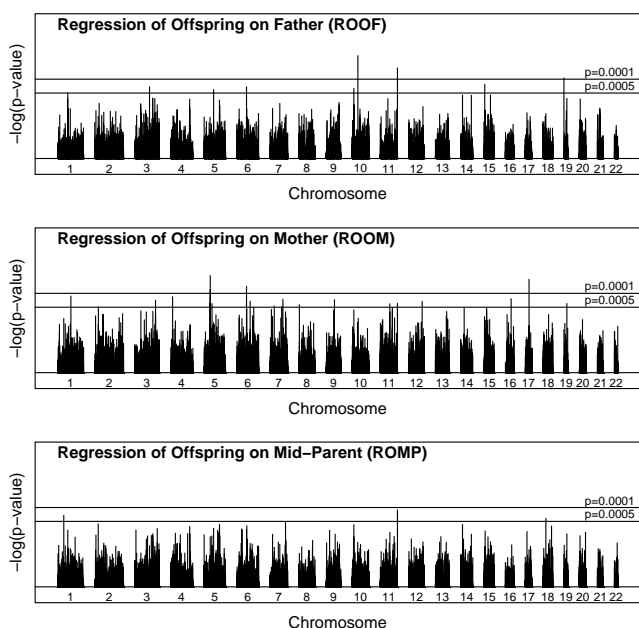 Regression of Offspring on Father (ROOF)
−log(p−value)
p=0.0001
p=0.0005
1 2 3 4 5 6 7 8 9 10 11 12 13 14 15 16 17 18 19 20 21 22
Chromosome
Regression of Offspring on Mother (ROOM)
−log(p−value)
p=0.0001
p=0.0005
1 2 3 4 5 6 7 8 9 10 11 12 13 14 15 16 17 18 19 20 21 22
Chromosome
Regression of Offspring on Mid−Parent (ROMP)
−log(p−value)
p=0.0001
p=0.0005
1 2 3 4 5 6 7 8 9 10 11 12 13 14 15 16 17 18 19 20 21 22
Chromosome